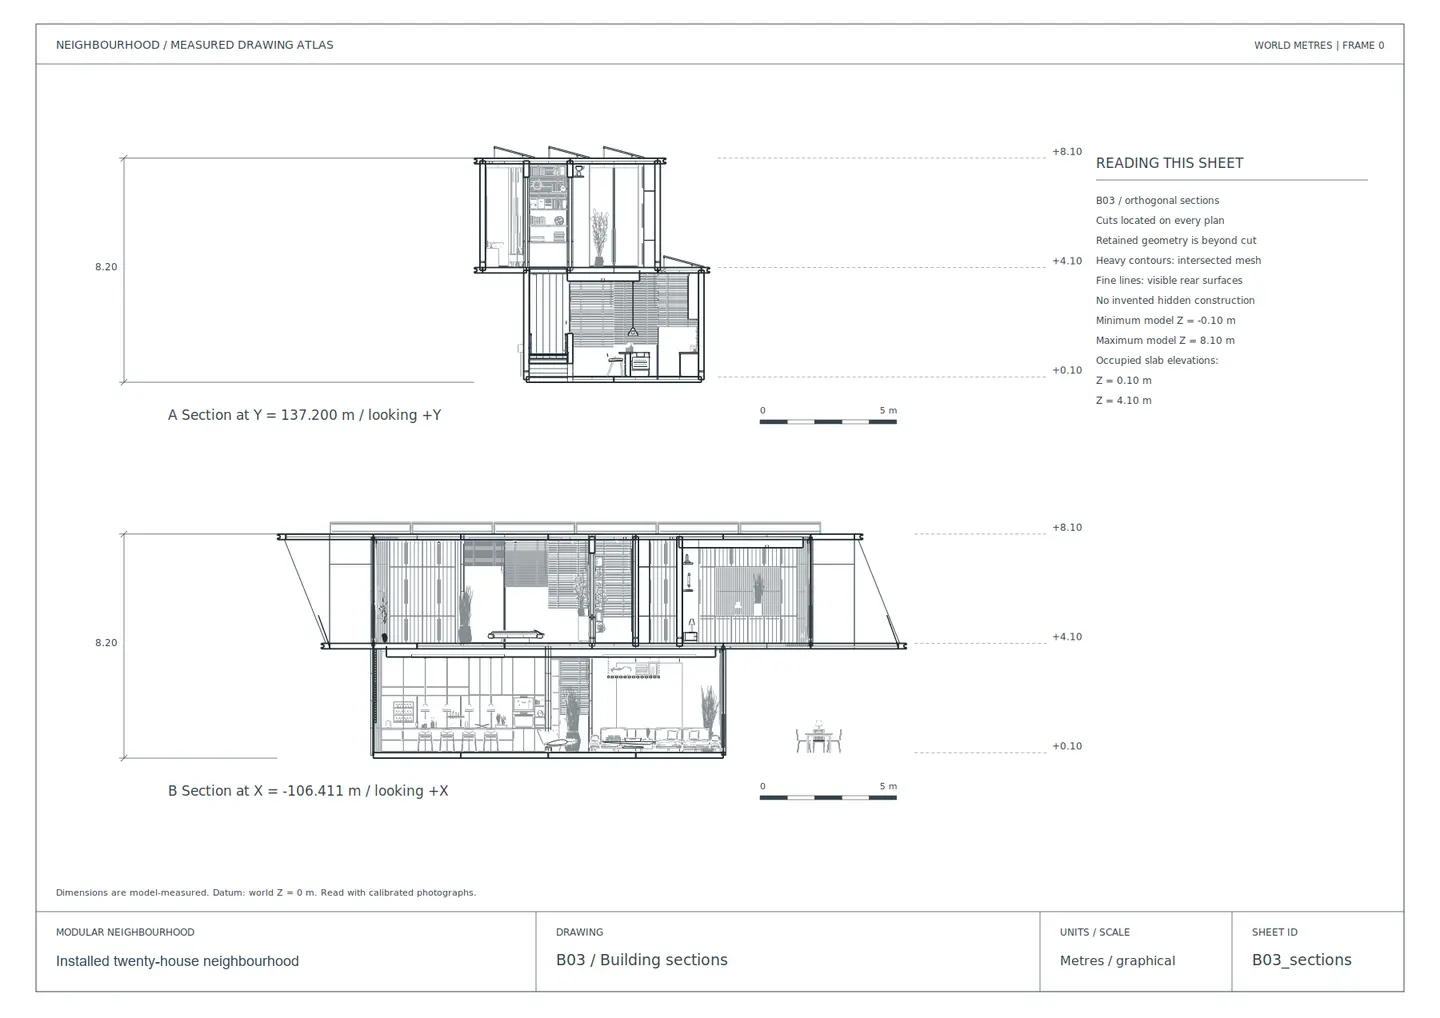 NEIGHBOURHOOD / MEASURED DRAWING ATLAS
WORLD METRES | FRAME 0
+8.10
8.20
+4.10
+0.10
A Section at Y = 137.200 m / looking +Y
0
5 m
READING THIS SHEET
B03 / orthogonal sections
Cuts located on every plan
Retained geometry is beyond cut
Heavy contours: intersected mesh
Fine lines: visible rear surfaces
No invented hidden construction
Minimum model Z = -0.10 m
Maximum model Z = 8.10 m
Occupied slab elevations:
Z = 0.10 m
Z = 4.10 m
+8.10
8.20
+4.10
+0.10
B Section at X = -106.411 m / looking +X
0
5 m
Dimensions are model-measured. Datum: world Z = 0 m. Read with calibrated photographs.
MODULAR NEIGHBOURHOOD
Installed twenty-house neighbourhood
DRAWING
B03 / Building sections
UNITS / SCALE
Metres / graphical
SHEET ID
B03_sections